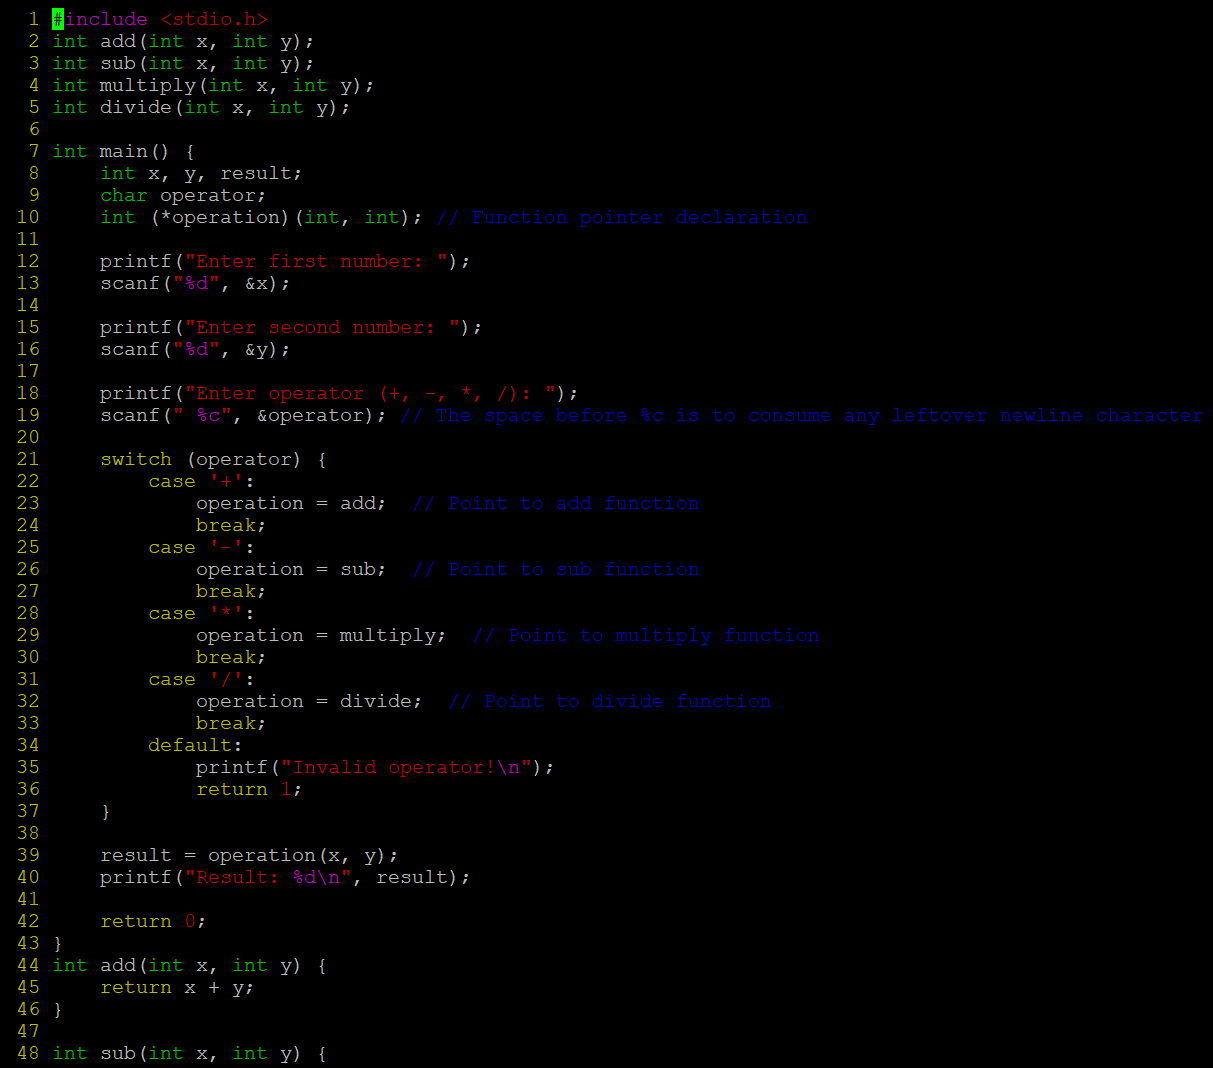 1 #include <stdio.h>
2 int add(int x, int y);
3 int sub(int x, int y);
4 int multiply(int x, int y);
5 int divide(int x, int y);
6
7 int main() {
8     int x, y, result;
9     char operator;
10     int (*operation)(int, int); // Function pointer declaration
11
12     printf("Enter first number: ");
13     scanf("%d", &x);
14
15     printf("Enter second number: ");
16     scanf("%d", &y);
17
18     printf("Enter operator (+, -, *, /): ");
19     scanf(" %c", &operator); // The space before %c is to consume any leftover newline character
20
21     switch (operator) {
22         case '+':
23             operation = add;  // Point to add function
24             break;
25         case '-':
26             operation = sub;  // Point to sub function
27             break;
28         case '*':
29             operation = multiply;  // Point to multiply function
30             break;
31         case '/':
32             operation = divide;  // Point to divide function
33             break;
34         default:
35             printf("Invalid operator!\n");
36             return 1;
37     }
38
39     result = operation(x, y);
40     printf("Result: %d\n", result);
41
42     return 0;
43 }
44 int add(int x, int y) {
45     return x + y;
46 }
47
48 int sub(int x, int y) {